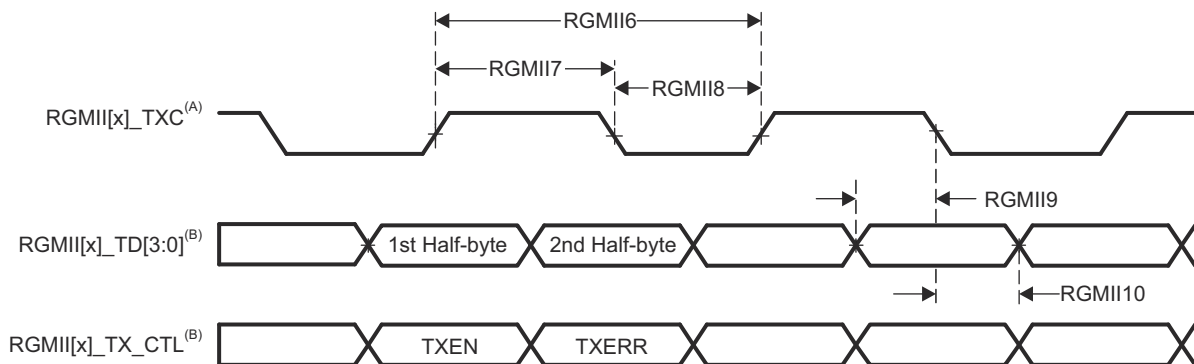 RGMII6
RGMII7
RGMII8
RGMII[x]_TXC(A)
RGMII9
RGMII[x]_TD[3:0](B)
1st Half-byte
2nd Half-byte
RGMII10
RGMII[x]_TX_CTL(B)
TXEN
TXERR